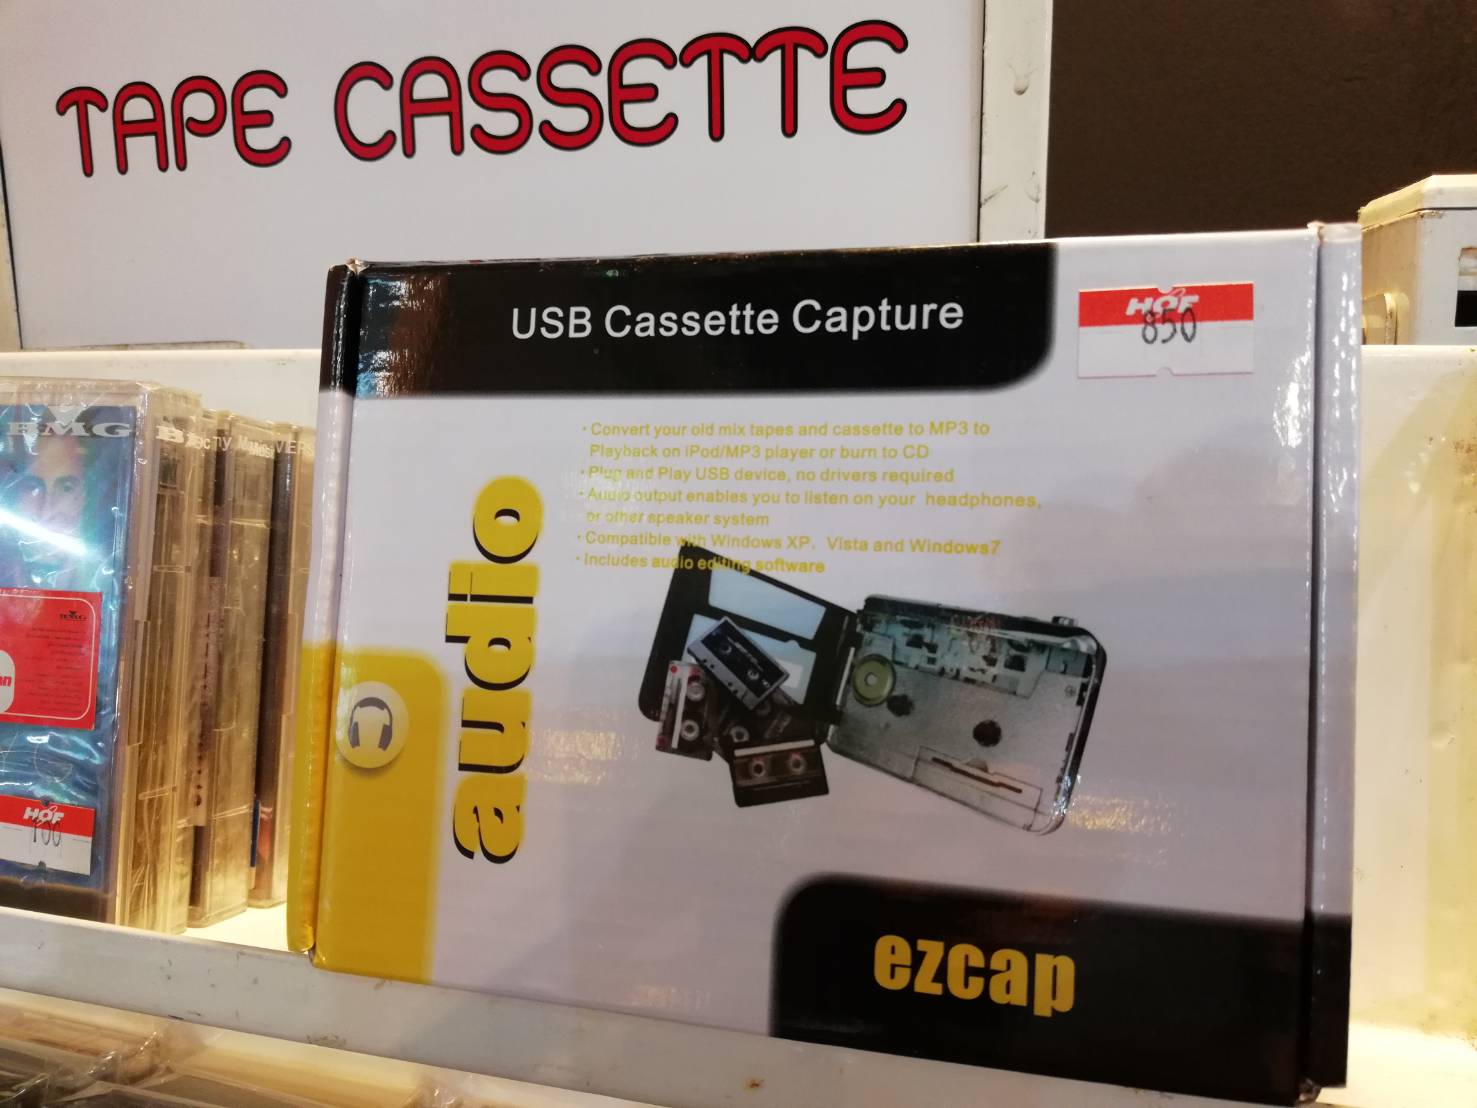 TAPE CASSETTE
USB Cassette Capture
HOF
850
· Convert your old mix tapes and cassette to MP3 to
Playback on iPod/MP3 player or burn to CD
· Plug and Play USB device, no drivers required
· Audio output enables you to listen on your headphones,
or other speaker system
· Compatible with Windows XP, Vista and Windows7
· Includes audio editing software
audio
ezcap
BMG
BMG
HOF
100